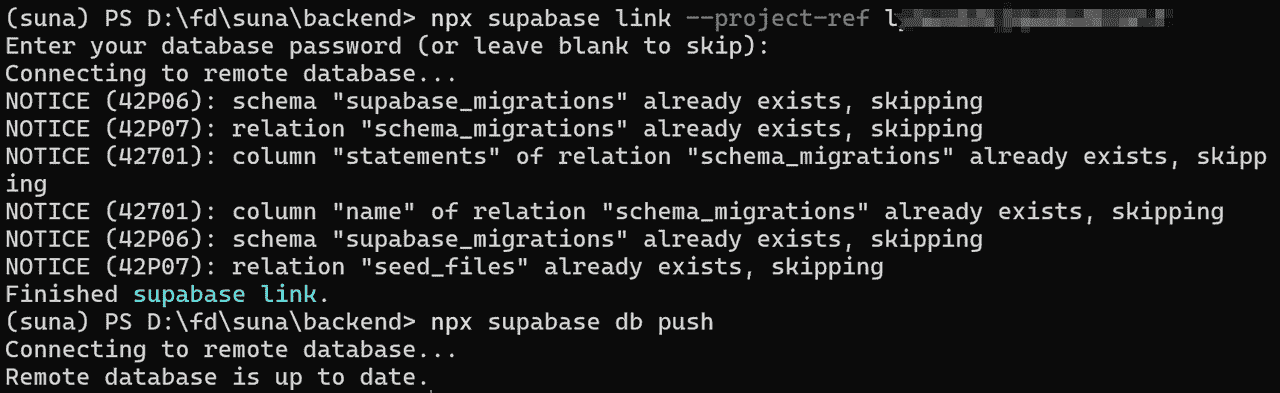 (suna) PS D:\fd\suna\backend> npx supabase link --project-ref
Enter your database password (or leave blank to skip):
Connecting to remote database...
NOTICE (42P06): schema "supabase_migrations" already exists, skipping
NOTICE (42P07): relation "schema_migrations" already exists, skipping
NOTICE (42701): column "statements" of relation "schema_migrations" already exists, skipp
ing
NOTICE (42701): column "name" of relation "schema_migrations" already exists, skipping
NOTICE (42P06): schema "supabase_migrations" already exists, skipping
NOTICE (42P07): relation "seed_files" already exists, skipping
Finished supabase link.
(suna) PS D:\fd\suna\backend> npx supabase db push
Connecting to remote database...
Remote database is up to date.